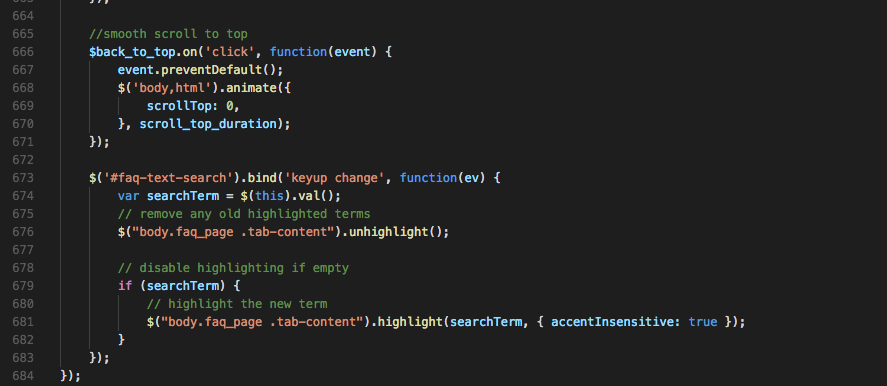 663 });
664
665 //smooth scroll to top
666 $back_to_top.on('click', function(event) {
667 event.preventDefault();
668 $('body,html').animate({
669 scrollTop: 0,
670 }, scroll_top_duration);
671 });
672
673 $('#faq-text-search').bind('keyup change', function(ev) {
674 var searchTerm = $(this).val();
675 // remove any old highlighted terms
676 $("body.faq_page .tab-content").unhighlight();
677
678 // disable highlighting if empty
679 if (searchTerm) {
680 // highlight the new term
681 $("body.faq_page .tab-content").highlight(searchTerm, { accentInsensitive: true });
682 }
683 });
684 });